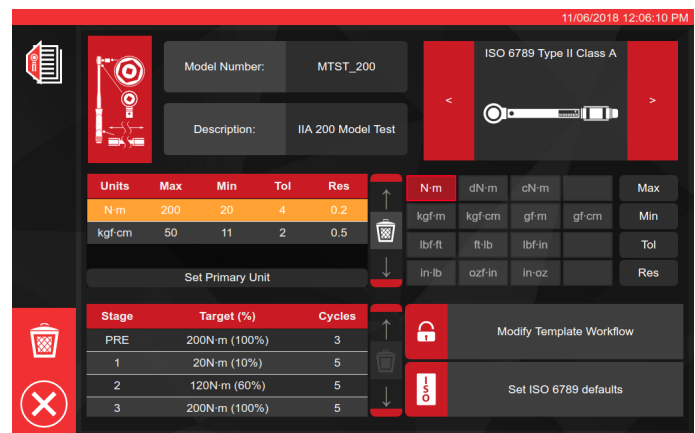 11/06/2018 12:06:10 PM
Model Number: MTST_200
ISO 6789 Type II Class A
< >
Description: IIA 200 Model Test
Units Max Min Tol Res
N·m 200 20 4 0.2
kgf·cm 50 11 2 0.5
Set Primary Unit
N·m dN·m cN·m Max
kgf·m kgf·cm gf·m gf·cm Min
lbf·ft ft·lb lbf·in Tol
in·lb ozf·in in·oz Res
Stage Target (%) Cycles
PRE 200N·m (100%) 3
1 20N·m (10%) 5
2 120N·m (60%) 5
3 200N·m (100%) 5
Modify Template Workflow
ISO
Set ISO 6789 defaults